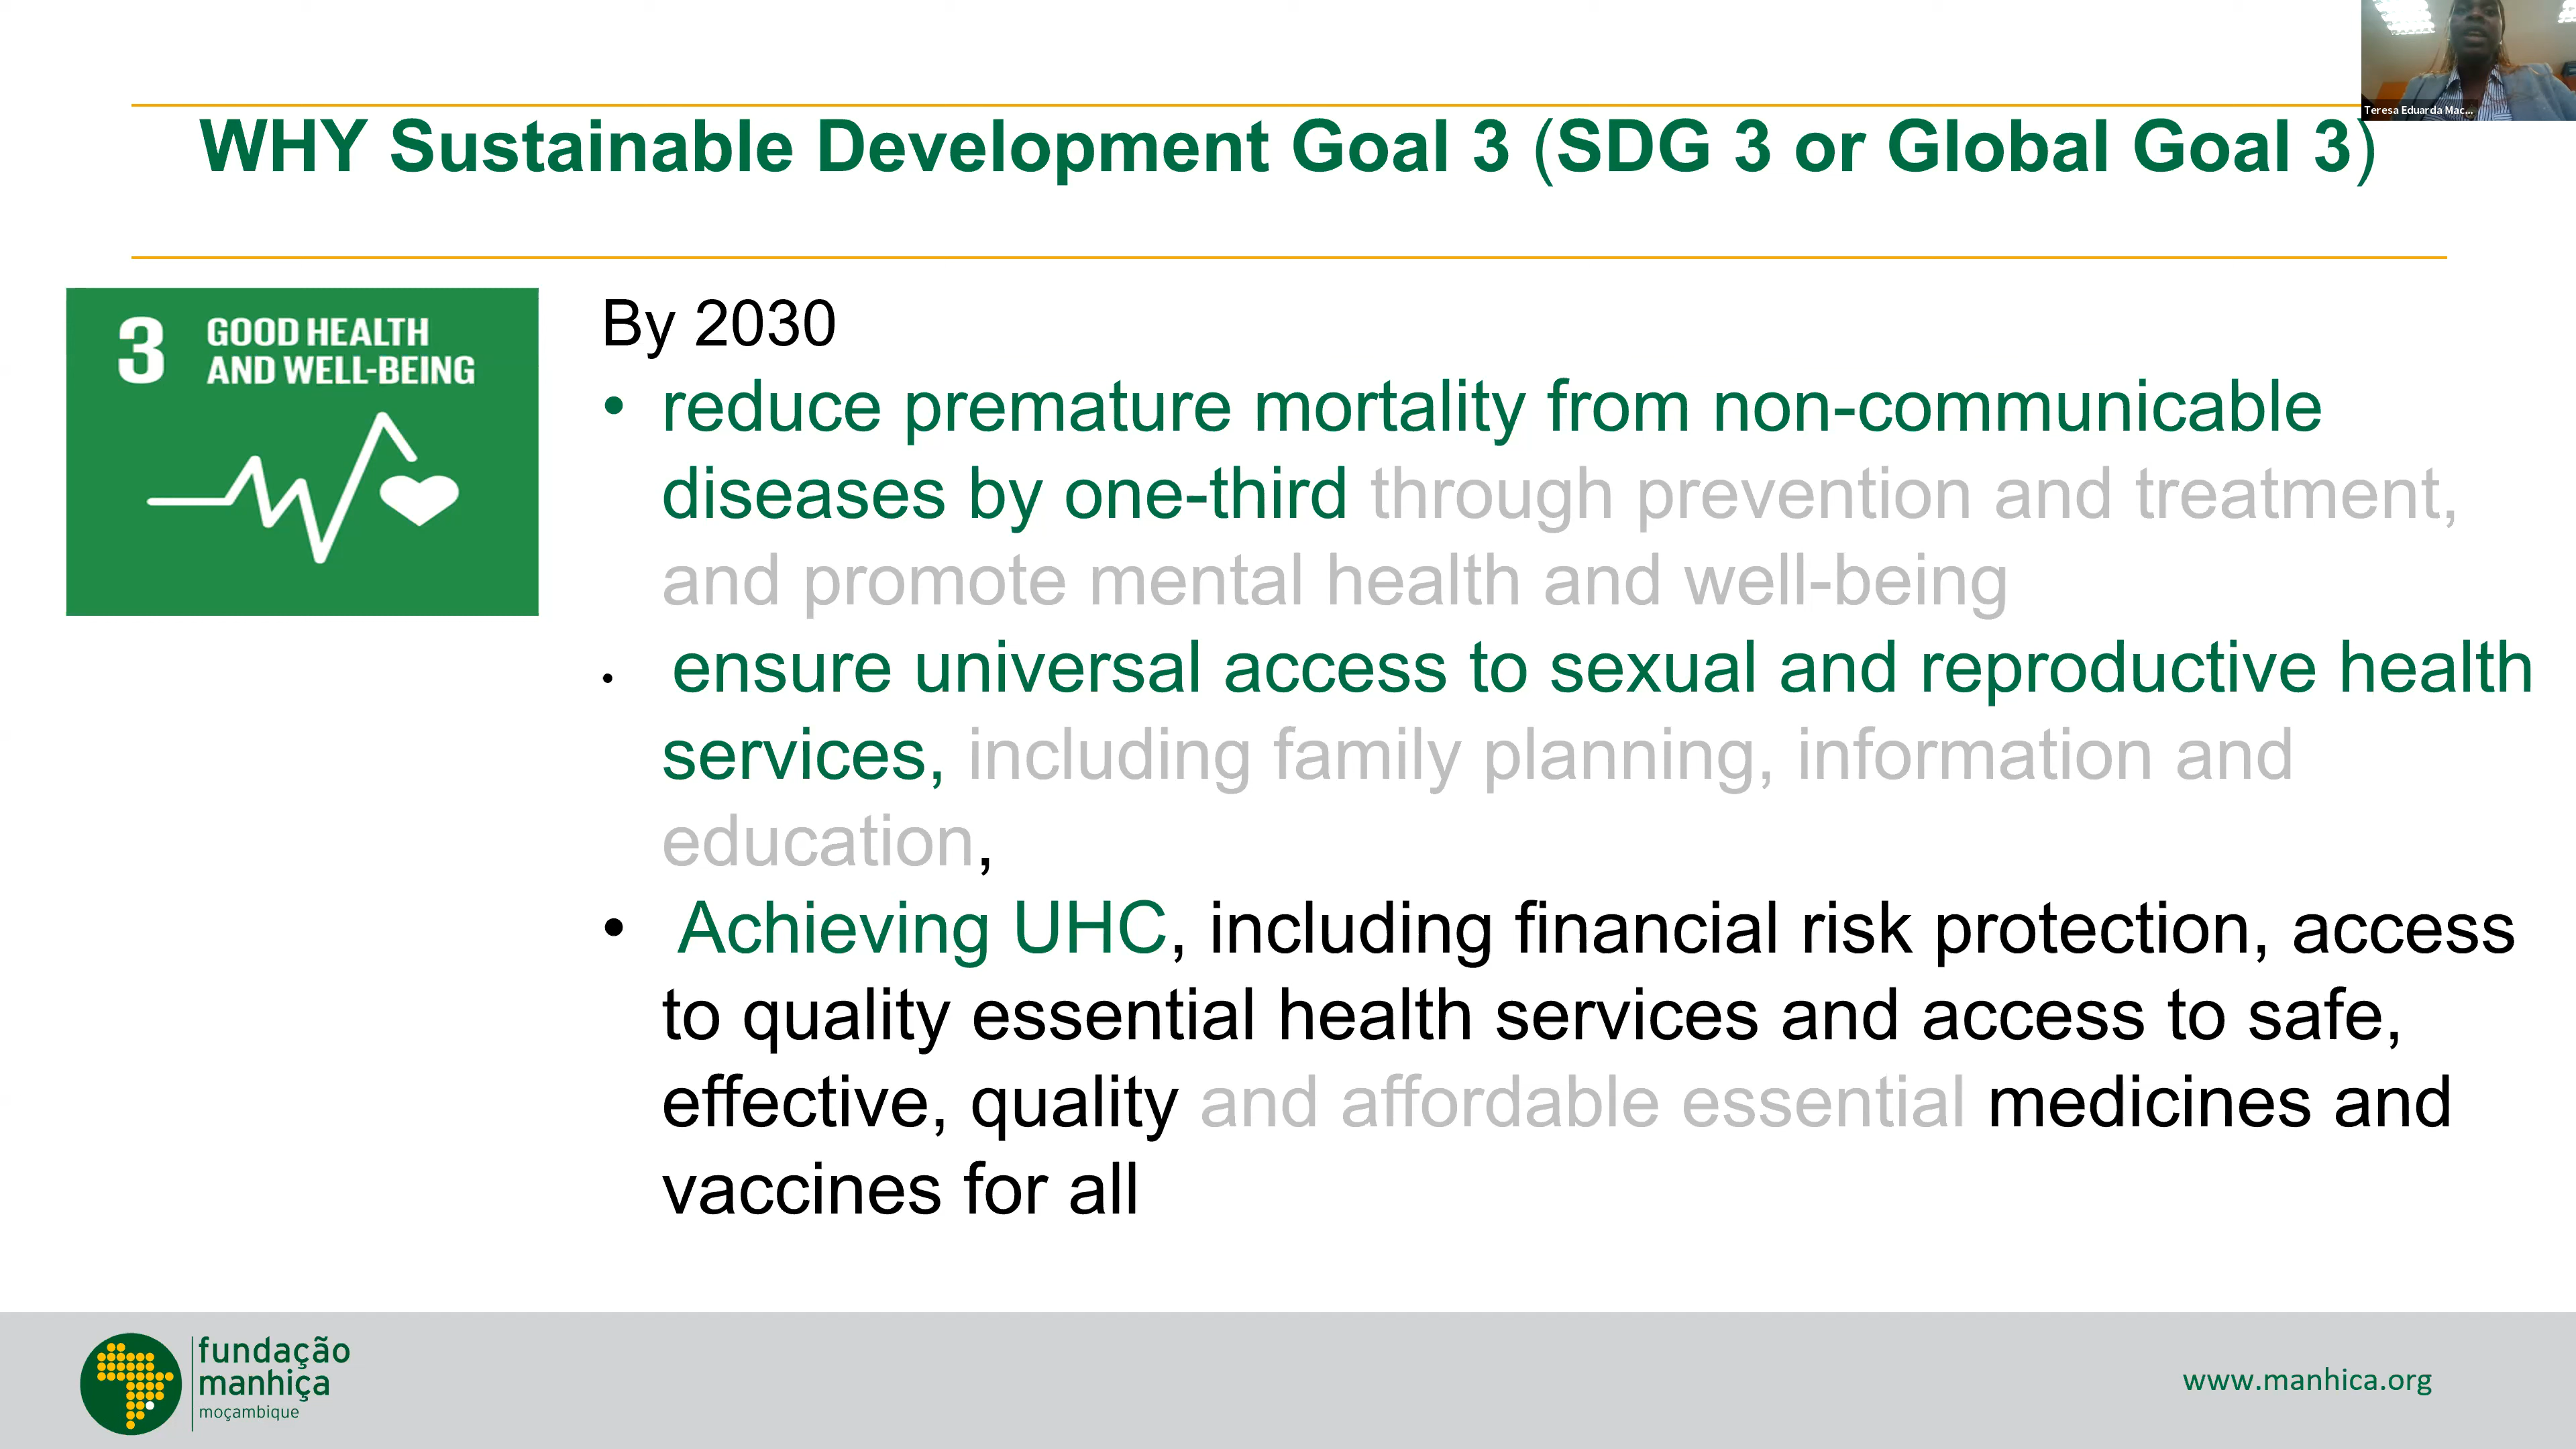 Teresa Eduarda Mac...
WHY Sustainable Development Goal 3 (SDG 3 or Global Goal 3)
3 GOOD HEALTH
AND WELL-BEING
By 2030
• reduce premature mortality from non-communicable
diseases by one-third through prevention and treatment,
and promote mental health and well-being
• ensure universal access to sexual and reproductive health
services, including family planning, information and
education,
• Achieving UHC, including financial risk protection, access
to quality essential health services and access to safe,
effective, quality and affordable essential medicines and
vaccines for all
fundação
manhiça
moçambique
www.manhica.org